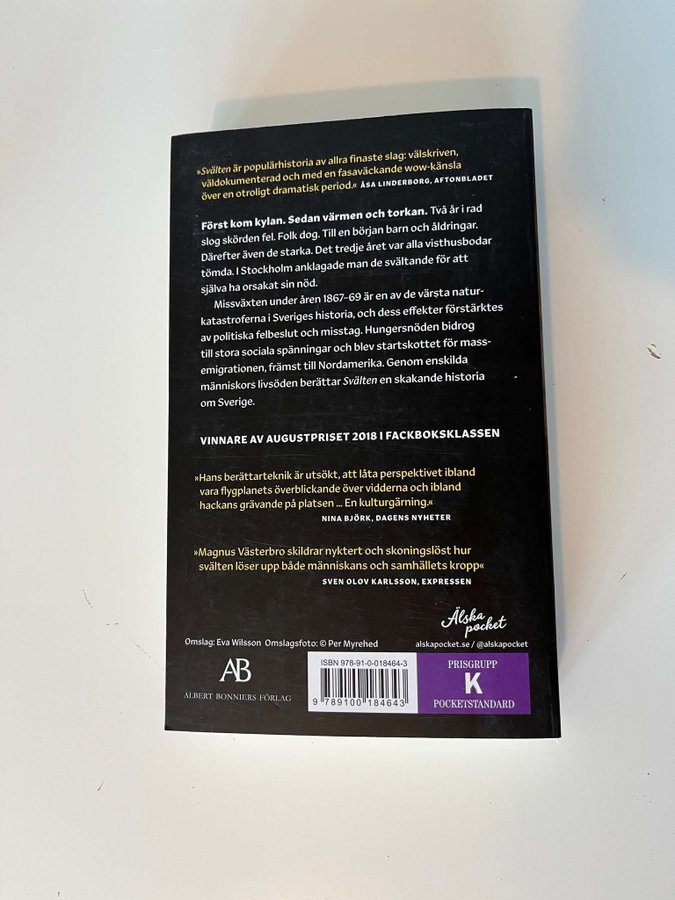 »Svälten är populärhistoria av allra finaste slag: välskriven,
väldokumenterad och med en fasaväckande wow-känsla
över en otroligt dramatisk period.« ÅSA LINDERBORG, AFTONBLADET
Först kom kylan. Sedan värmen och torkan. Två år i rad
slog skörden fel. Folk dog. Till en början barn och åldringar.
Därefter även de starka. Det tredje året var alla visthusbodar
tömda. I Stockholm anklagade man de svältande för att
själva ha orsakat sin nöd.
Missväxten under åren 1867–69 är en av de värsta natur-
katastroferna i Sveriges historia, och dess effekter förstärktes
av politiska felbeslut och misstag. Hungersnöden bidrog
till stora sociala spänningar och blev startskottet för mass-
emigrationen, främst till Nordamerika. Genom enskilda
människors livsöden berättar Svälten en skakande historia
om Sverige.
VINNARE AV AUGUSTPRISET 2018 I FACKBOKSKLASSEN
»Hans berättarteknik är utsökt, att låta perspektivet ibland
vara flygplanets överblickande över vidderna och ibland
hackans grävande på platsen … En kulturgärning.«
NINA BJÖRK, DAGENS NYHETER
»Magnus Västerbro skildrar nyktert och skoningslöst hur
svälten löser upp både människans och samhällets kropp«
SVEN OLOV KARLSSON, EXPRESSEN
Älska
pocket
Omslag: Eva Wilsson Omslagsfoto: © Per Myrehed
alskapocket.se / @alskapocket
AB
ALBERT BONNIERS FÖRLAG
ISBN 978-91-0-018464-3
9 789100 184643
PRISGRUPP
K
POCKETSTANDARD